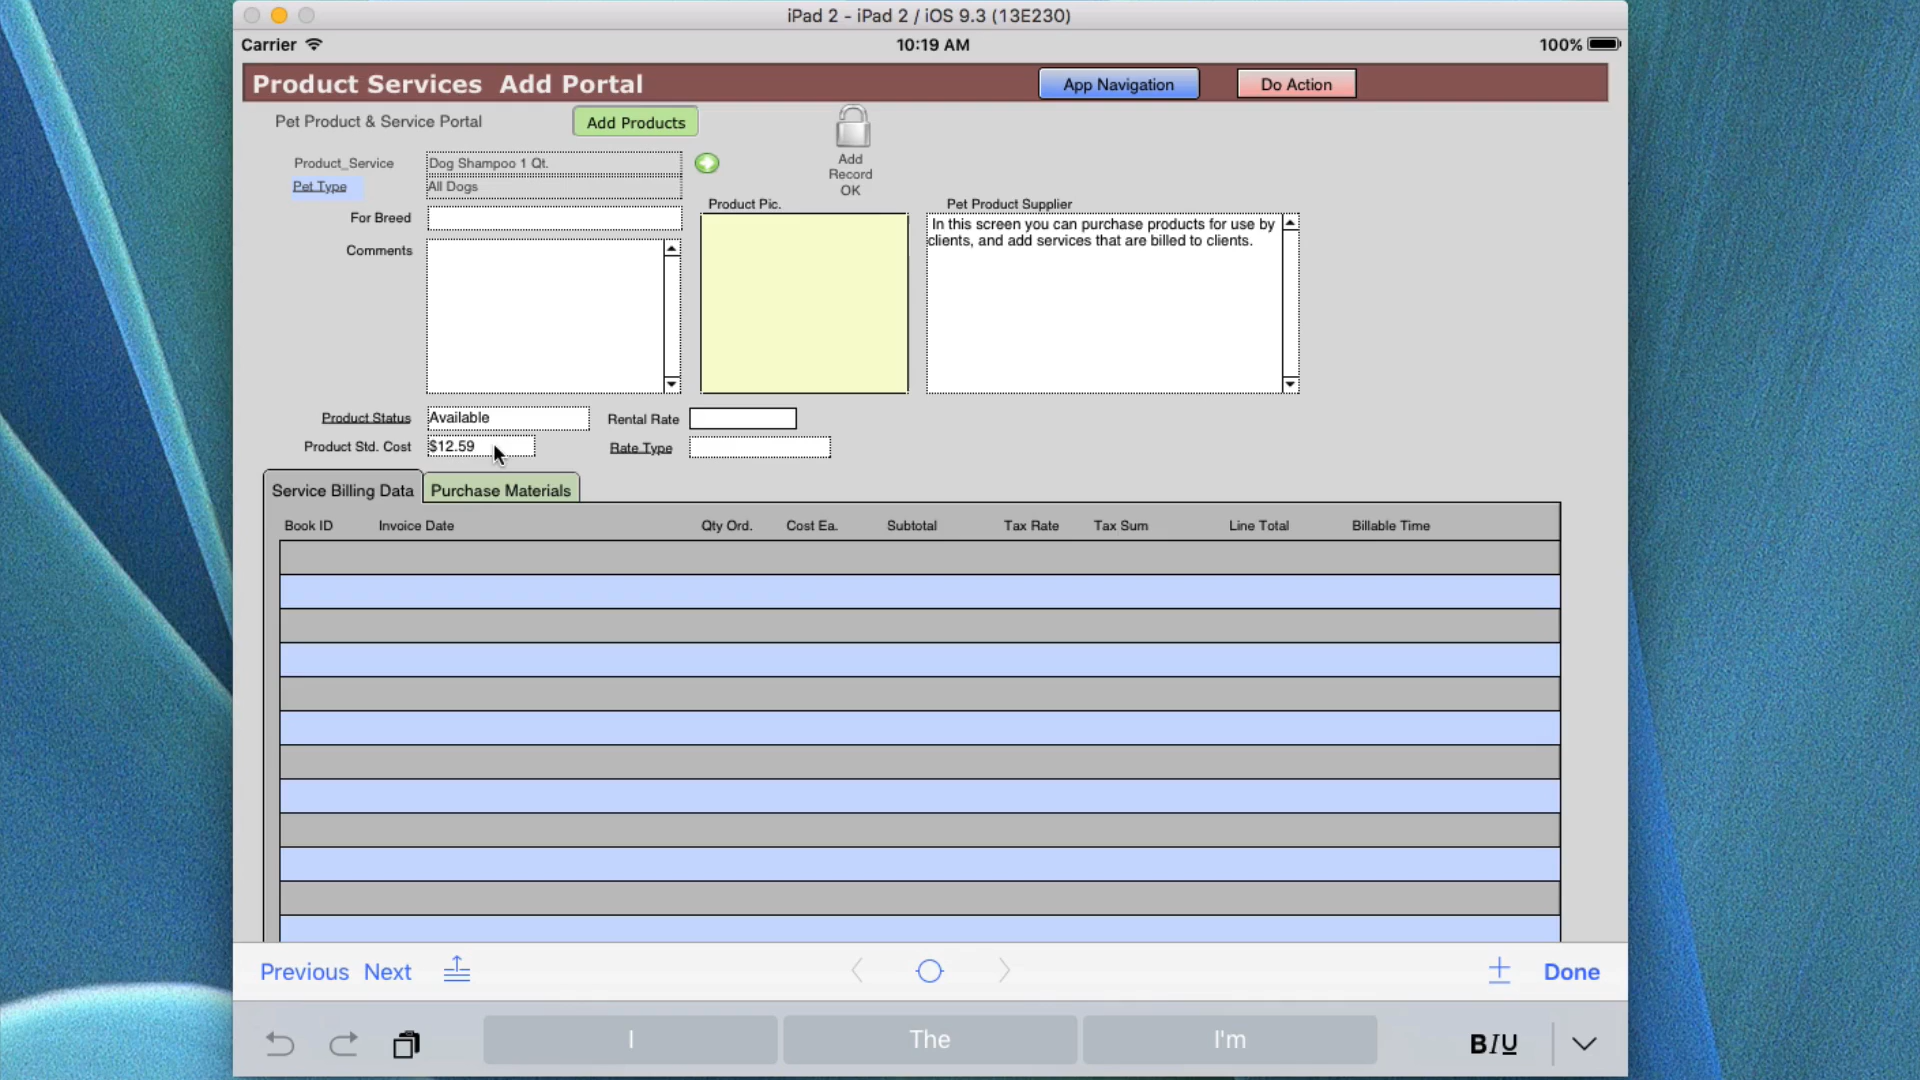 iPad 2 - iPad 2 / iOS 9.3 (13E230)
Carrier 10:19 AM 100%
Product Services Add Portal App Navigation Do Action
Pet Product & Service Portal Add Products
Add
Record
OK
Product_Service Dog Shampoo 1 Qt.
Pet Type All Dogs
For Breed
Comments
Product Pic.
Pet Product Supplier
In this screen you can purchase products for use by
clients, and add services that are billed to clients.
Product Status Available Rental Rate
Product Std. Cost $12.59 Rate Type
Service Billing Data Purchase Materials
Book ID Invoice Date Qty Ord. Cost Ea. Subtotal Tax Rate Tax Sum Line Total Billable Time
Previous Next Done
I The I'm BIU